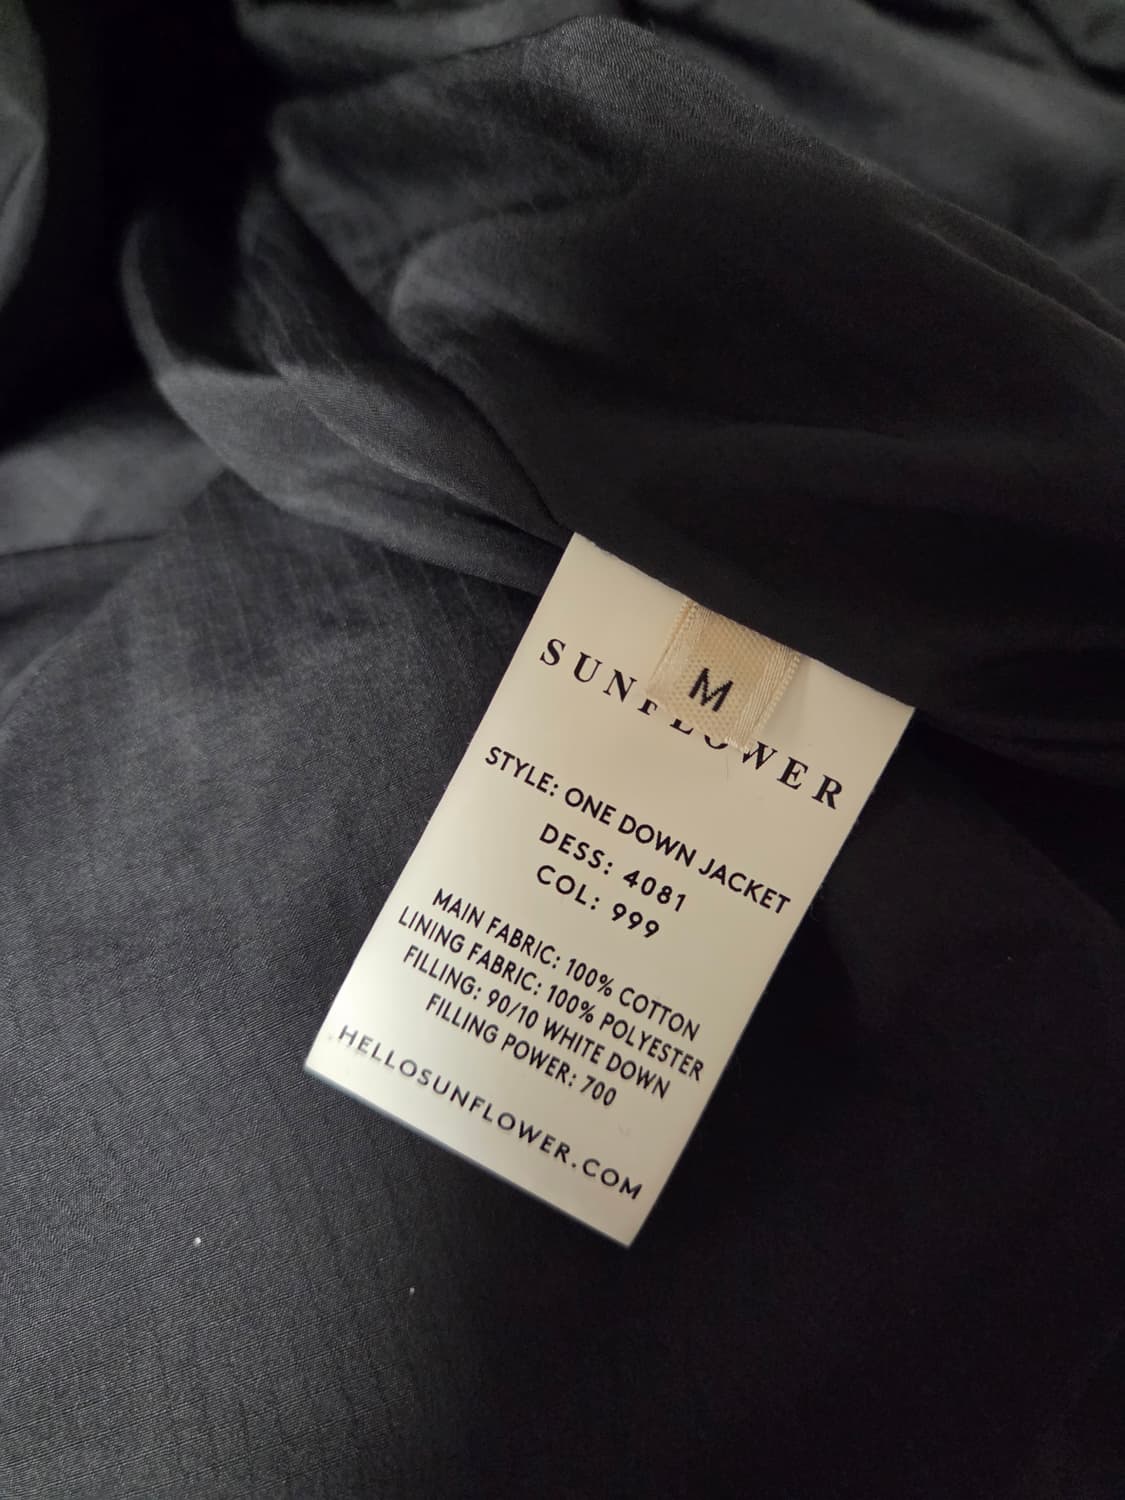 M
SUNFLOWER
STYLE: ONE DOWN JACKET
DESS: 4081
COL: 999
MAIN FABRIC: 100% COTTON
LINING FABRIC: 100% POLYESTER
FILLING: 90/10 WHITE DOWN
FILLING POWER: 700
HELLOSUNFLOWER.COM